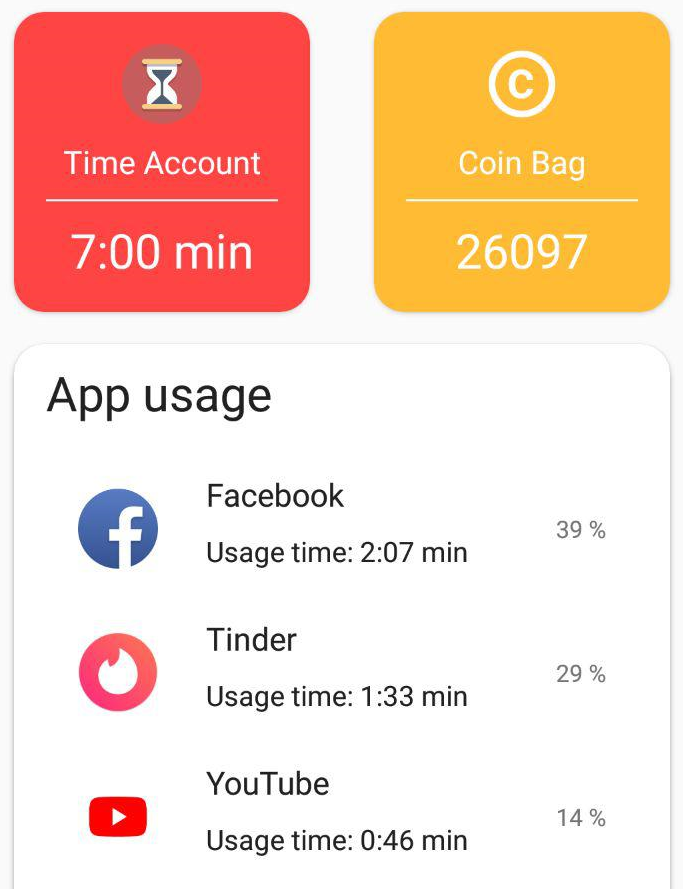 C
Time Account
Coin Bag
7:00 min
26097
App usage
Facebook
Usage time: 2:07 min
39 %
Tinder
Usage time: 1:33 min
29 %
YouTube
Usage time: 0:46 min
14 %